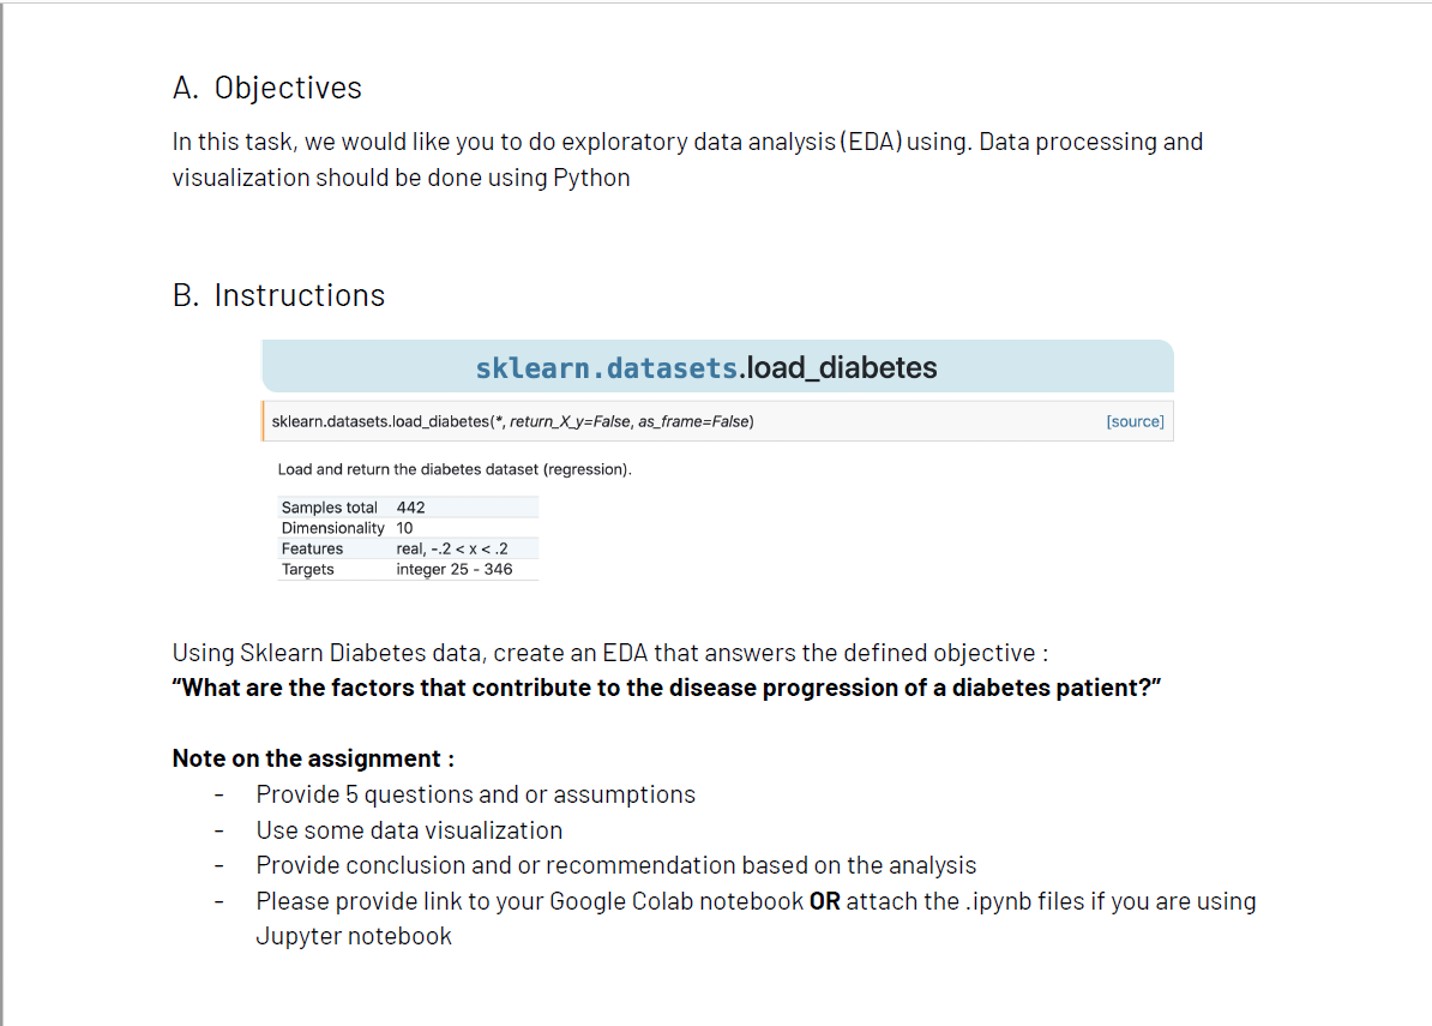 A. Objectives
In this task, we would like you to do exploratory data analysis (EDA) using. Data processing and
visualization should be done using Python
B. Instructions
sklearn.datasets.load_diabetes
sklearn.datasets.load_diabetes(*, return_X_y=False, as_frame=False) [source]
Load and return the diabetes dataset (regression).
Samples total 442
Dimensionality 10
Features real, -.2 < x < .2
Targets integer 25 - 346
Using Sklearn Diabetes data, create an EDA that answers the defined objective :
“What are the factors that contribute to the disease progression of a diabetes patient?”
Note on the assignment :
- Provide 5 questions and or assumptions
- Use some data visualization
- Provide conclusion and or recommendation based on the analysis
- Please provide link to your Google Colab notebook OR attach the .ipynb files if you are using
Jupyter notebook